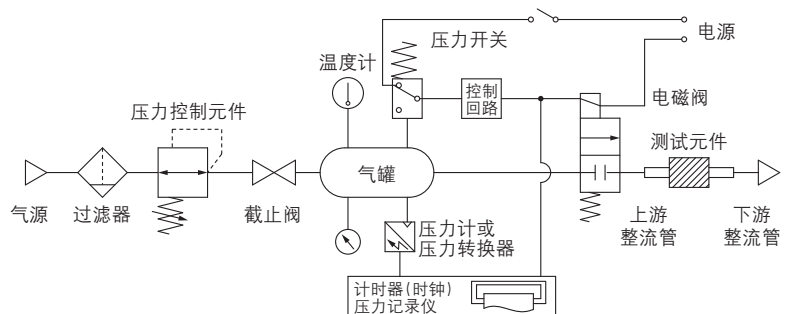 压力开关
电源
温度计
控制
回路
电磁阀
压力控制元件
测试元件
气罐
气源
过滤器
截止阀
压力计或
压力转换器
上游
整流管
下游
整流管
计时器(时钟)
压力记录仪